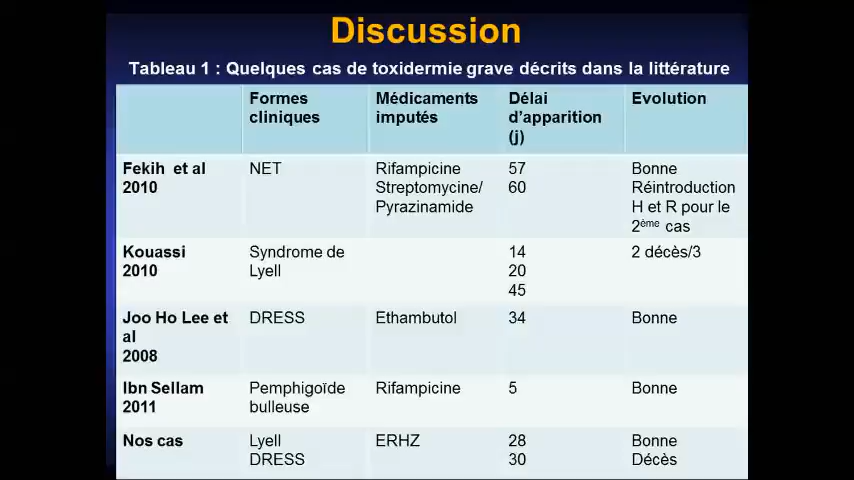 Discussion
Tableau 1 : Quelques cas de toxidermie grave décrits dans la littérature
Formes cliniques | Médicaments imputés | Délai d'apparition (j) | Evolution
Fekih et al 2010 | NET | Rifampicine Streptomycine/ Pyrazinamide | 57 60 | Bonne Réintroduction H et R pour le 2ème cas
Kouassi 2010 | Syndrome de Lyell | 14 20 45 | 2 décès/3
Joo Ho Lee et al 2008 | DRESS | Ethambutol | 34 | Bonne
Ibn Sellam 2011 | Pemphigoïde bulleuse | Rifampicine | 5 | Bonne
Nos cas | Lyell DRESS | ERHZ | 28 30 | Bonne Décès